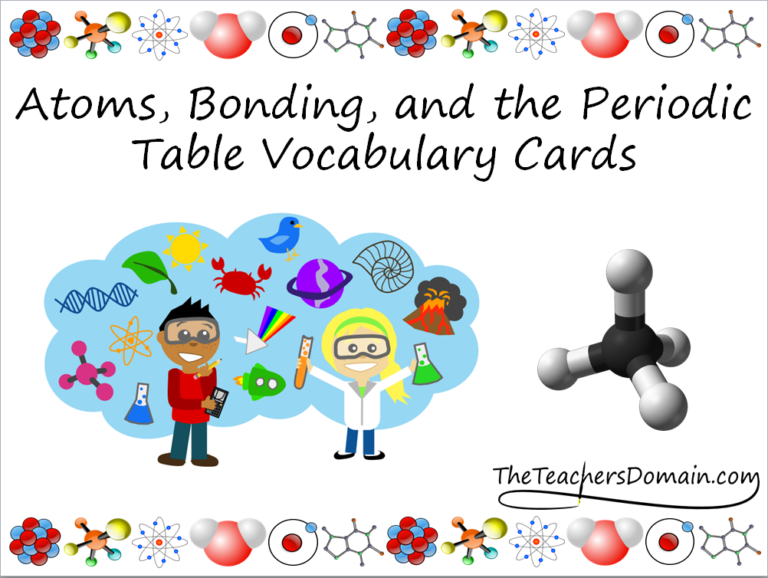 Atoms, Bonding, and the Periodic
Table Vocabulary Cards
TheTeachersDomain.com